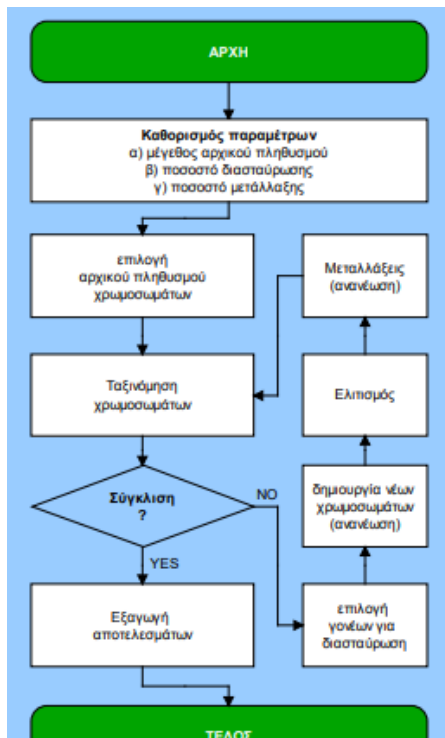 ΑΡΧΗ
Καθορισμός παραμέτρων
α) μέγεθος αρχικού πληθυσμού
β) ποσοστό διασταύρωσης
γ) ποσοστό μετάλλαξης
επιλογή
αρχικού πληθυσμού
χρωμοσωμάτων
Μεταλλάξεις
(ανανέωση)
Ταξινόμηση
χρωμοσωμάτων
Ελιτισμός
Σύγκλιση
?
NO
δημιουργία νέων
χρωμοσωμάτων
(ανανέωση)
YES
Εξαγωγή
αποτελεσμάτων
επιλογή
γονέων για
διασταύρωση
ΤΕΛΟΣ